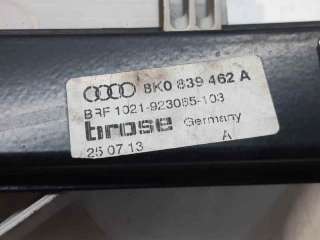 8K0 839 462 A
BRF 1021-923085-103
brose Germany
25.07.13 A